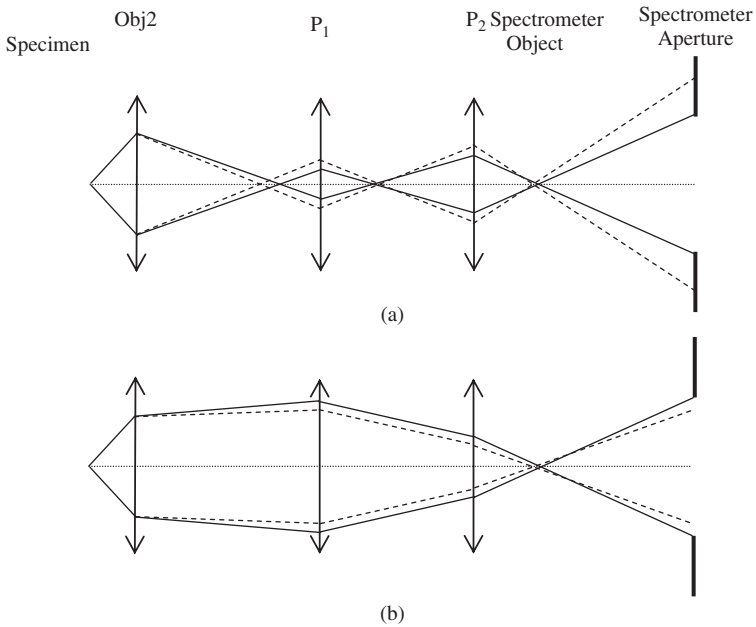 Specimen
Obj2
P1
P2 Spectrometer
Object
Spectrometer
Aperture
(a)
(b)